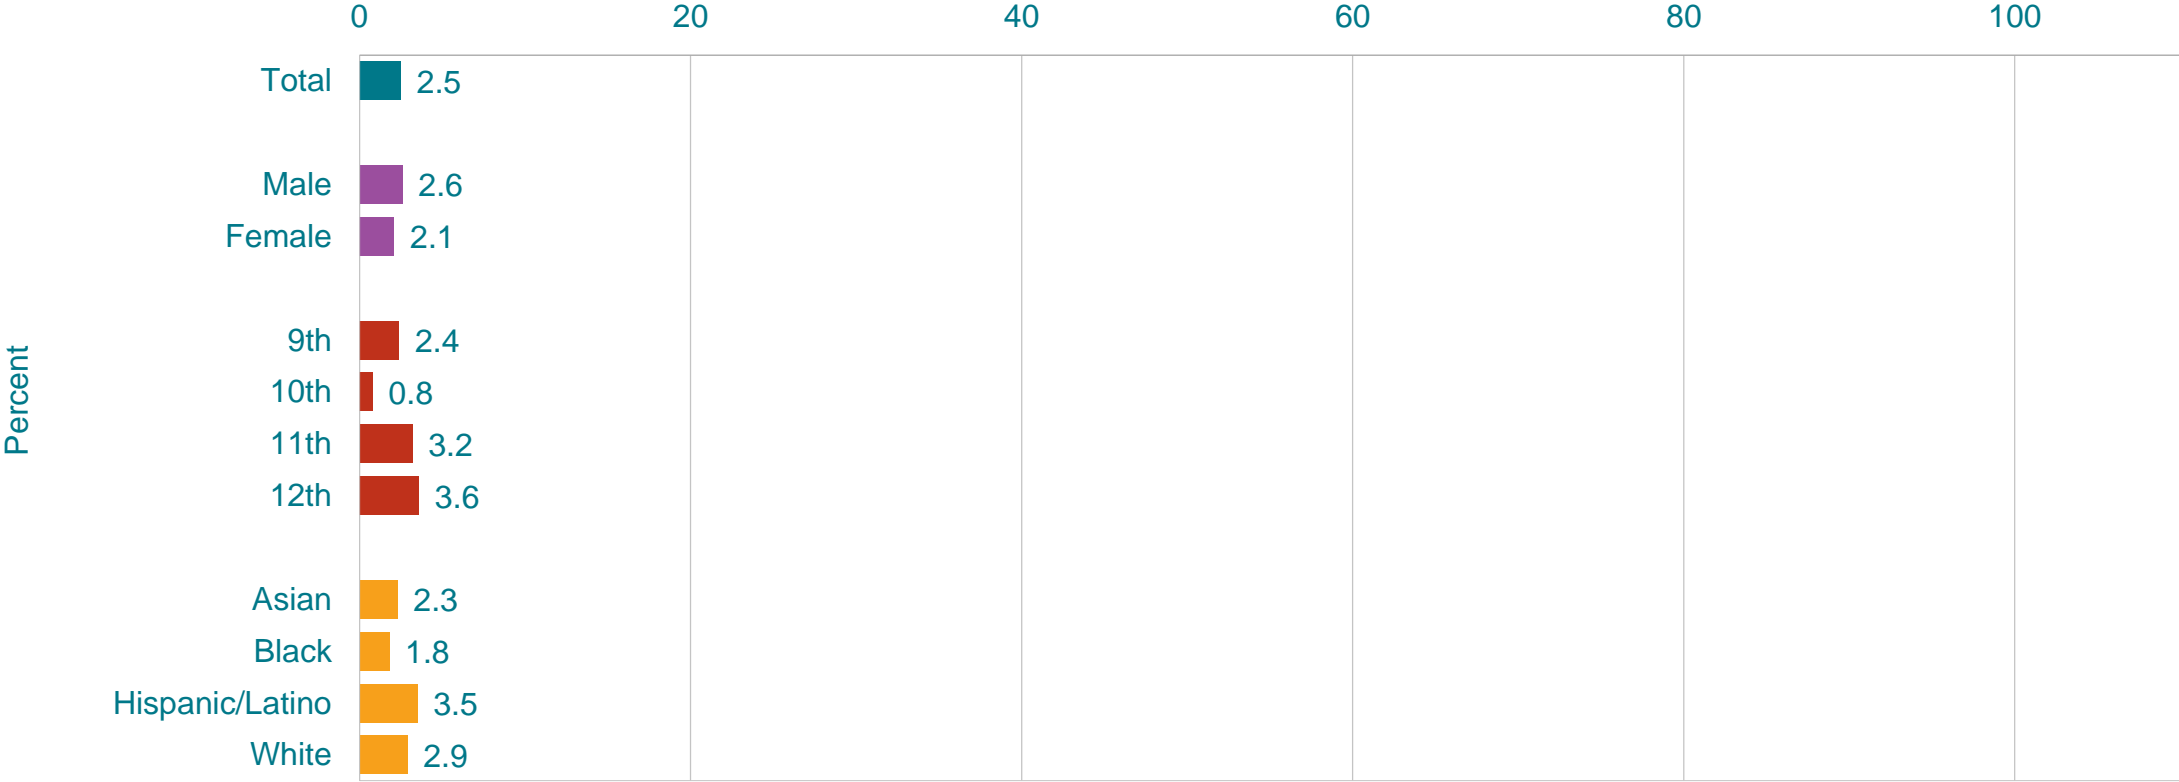 0 20 40 60 80 100
Total 2.5
Male 2.6
Female 2.1
Percent
9th 2.4
10th 0.8
11th 3.2
12th 3.6
Asian 2.3
Black 1.8
Hispanic/Latino 3.5
White 2.9